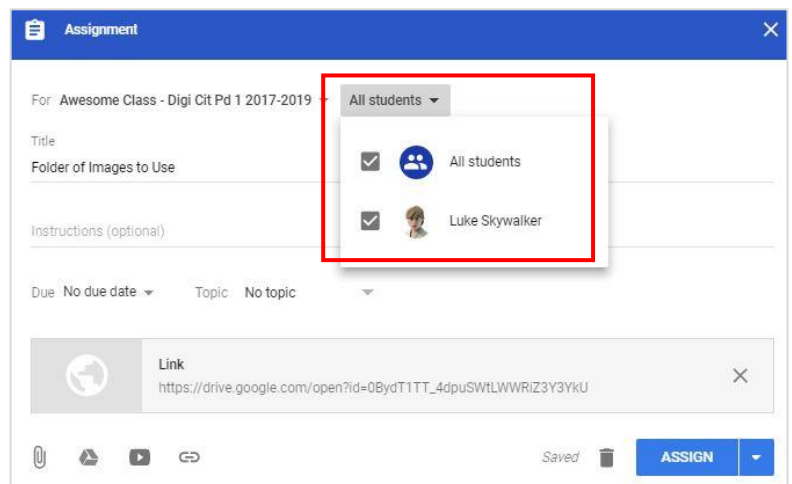 Assignment
For Awesome Class - Digi Cit Pd 1 2017-2019 All students
Title
Folder of Images to Use
All students
Luke Skywalker
Instructions (optional)
Due No due date Topic No topic
Link
https://drive.google.com/open?id=0BydT1TT_4dpuSWtLWWRiZ3Y3YkU
Saved ASSIGN